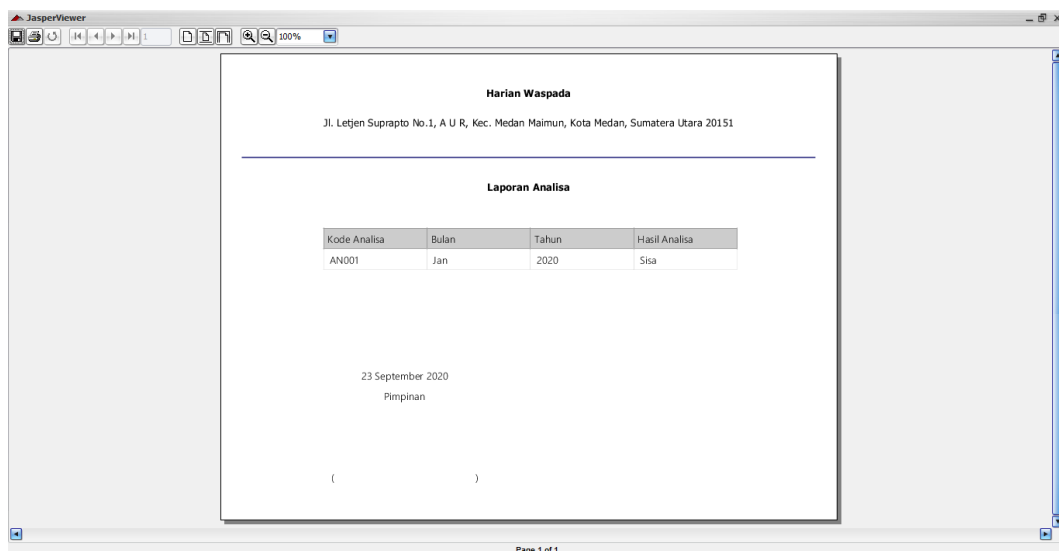 JasperViewer
1 100%
Harian Waspada
Jl. Letjen Suprapto No.1, A U R, Kec. Medan Maimun, Kota Medan, Sumatera Utara 20151
Laporan Analisa
Kode Analisa Bulan Tahun Hasil Analisa
AN001 Jan 2020 Sisa
23 September 2020
Pimpinan
( )
Page 1 of 1